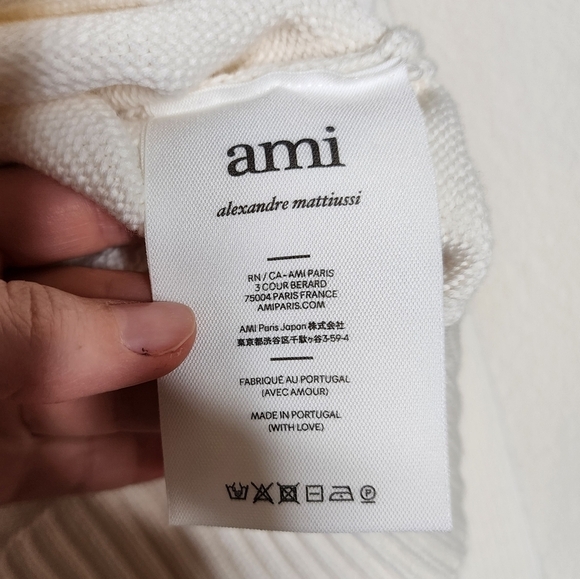 ami
alexandre mattiussi
RN / CA - AMI PARIS
3 COUR BERARD
75004 PARIS FRANCE
AMIPARIS.COM
AMI Paris Japan 株式会社
東京都渋谷区千駄ヶ谷3-59-4
FABRIQUÉ AU PORTUGAL
(AVEC AMOUR)
MADE IN PORTUGAL
(WITH LOVE)
P